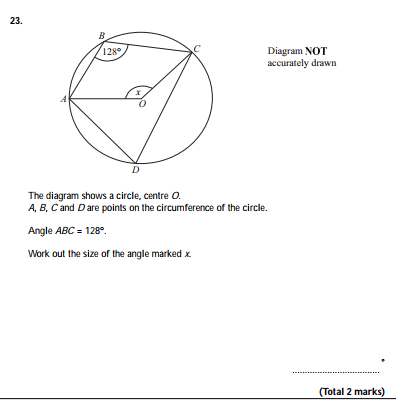 23.
B
128°
C
Diagram NOT
accurately drawn
A
x
O
D
The diagram shows a circle, centre O.
A, B, C and D are points on the circumference of the circle.
Angle ABC = 128°.
Work out the size of the angle marked x.
°
..................................
(Total 2 marks)